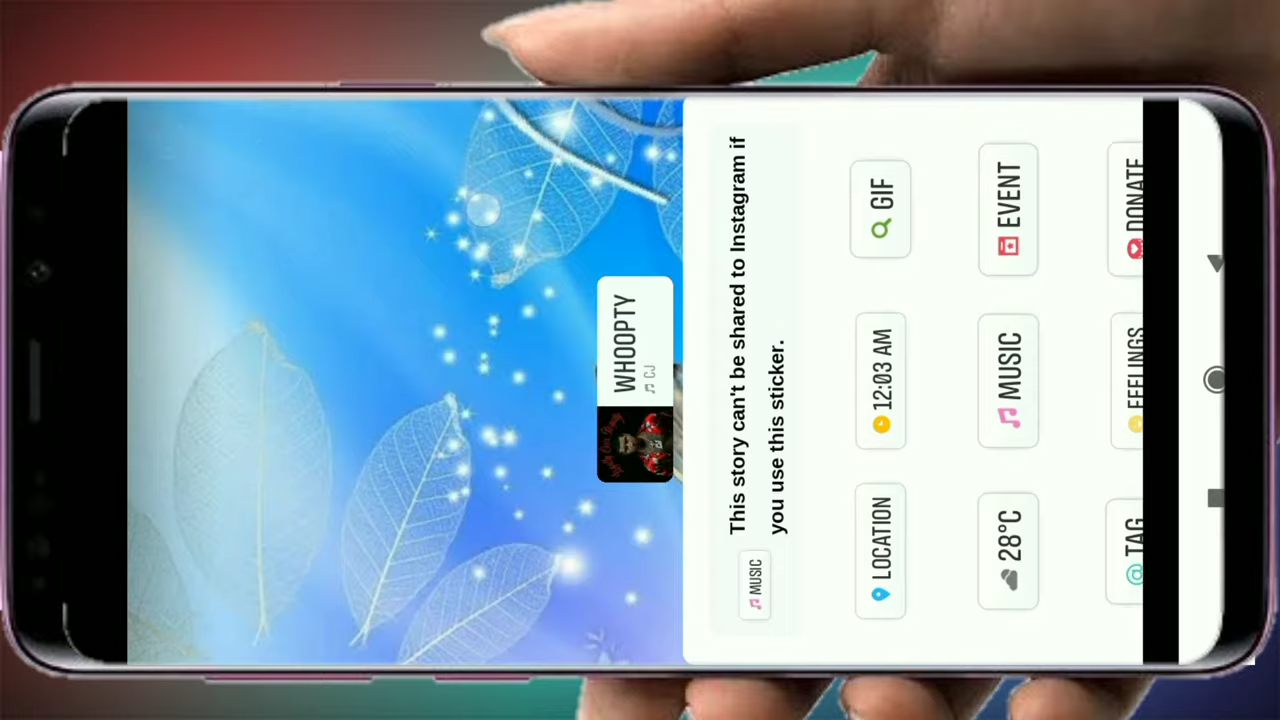 WHOOPTY
CJ
MUSIC
This story can't be shared to Instagram if
you use this sticker.
LOCATION
12:03 AM
GIF
28°C
MUSIC
EVENT
@ TAG
FEELINGS
DONATE